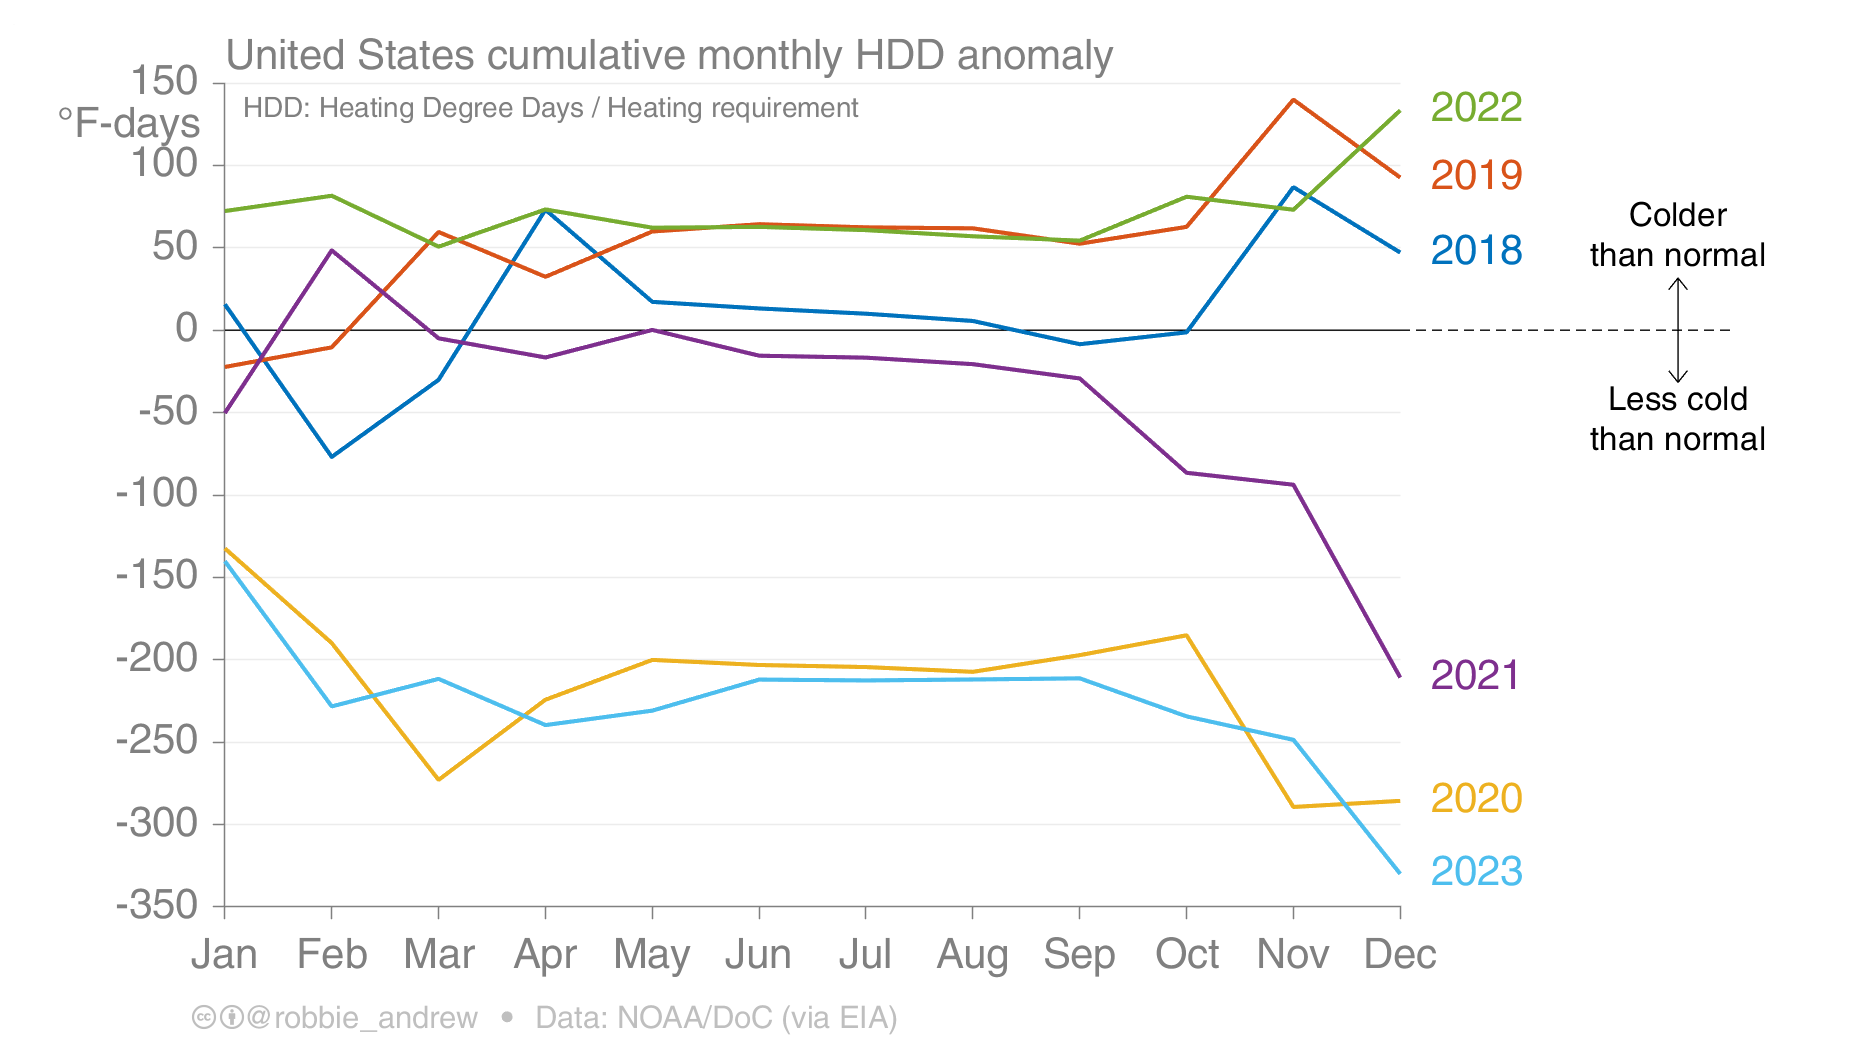 United States cumulative monthly HDD anomaly
HDD: Heating Degree Days / Heating requirement
150
°F-days
100
50
0
-50
-100
-150
-200
-250
-300
-350
Jan Feb Mar Apr May Jun Jul Aug Sep Oct Nov Dec
2022
2019
2018
2021
2020
2023
Colder
than normal
Less cold
than normal
cc @robbie_andrew • Data: NOAA/DoC (via EIA)